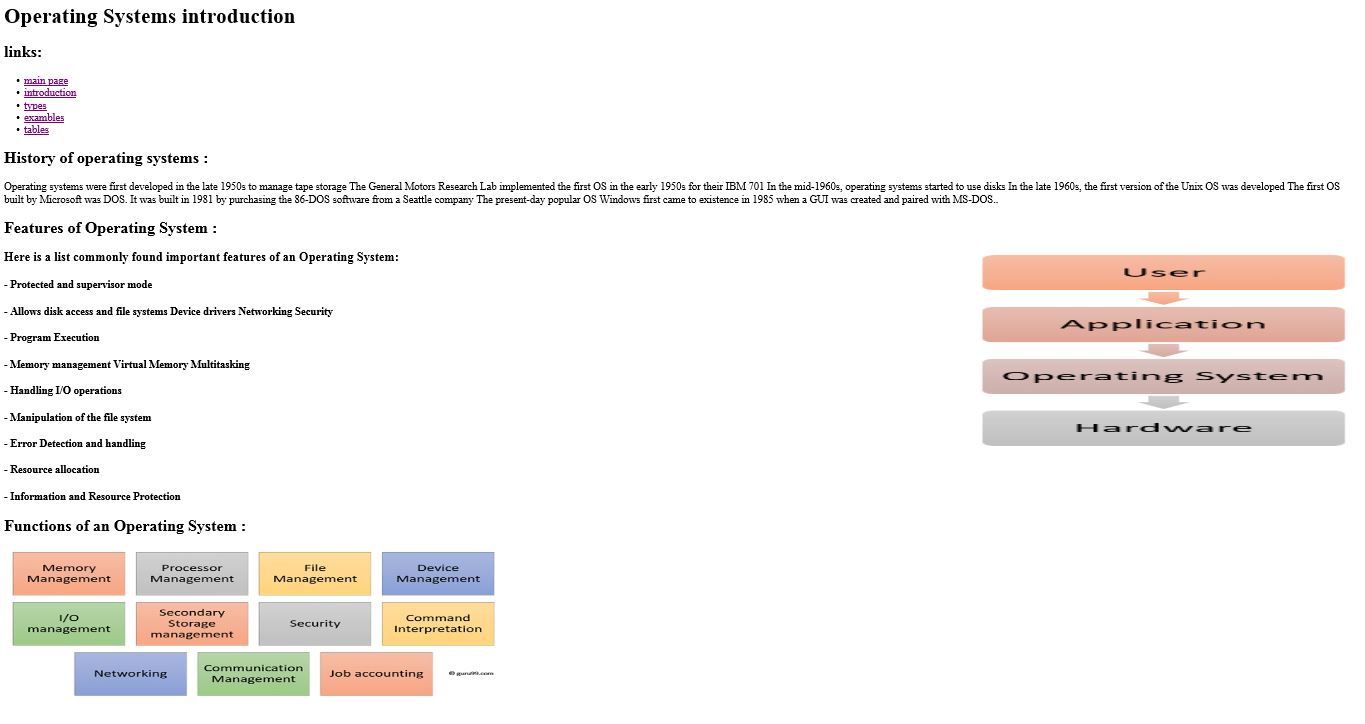 Operating Systems introduction
links:
• main page
• introduction
• types
• exambles
• tables
History of operating systems :
Operating systems were first developed in the late 1950s to manage tape storage The General Motors Research Lab implemented the first OS in the early 1950s for their IBM 701 In the mid-1960s, operating systems started to use disks In the late 1960s, the first version of the Unix OS was developed The first OS
built by Microsoft was DOS. It was built in 1981 by purchasing the 86-DOS software from a Seattle company The present-day popular OS Windows first came to existence in 1985 when a GUI was created and paired with MS-DOS..
Features of Operating System :
Here is a list commonly found important features of an Operating System:
- Protected and supervisor mode
- Allows disk access and file systems Device drivers Networking Security
- Program Execution
- Memory management Virtual Memory Multitasking
- Handling I/O operations
- Manipulation of the file system
- Error Detection and handling
- Resource allocation
- Information and Resource Protection
User
Application
Operating System
Hardware
Functions of an Operating System :
Memory
Management
Processor
Management
File
Management
Device
Management
I/O
management
Secondary
Storage
management
Security
Command
Interpretation
Networking
Communication
Management
Job accounting
© guru99.com